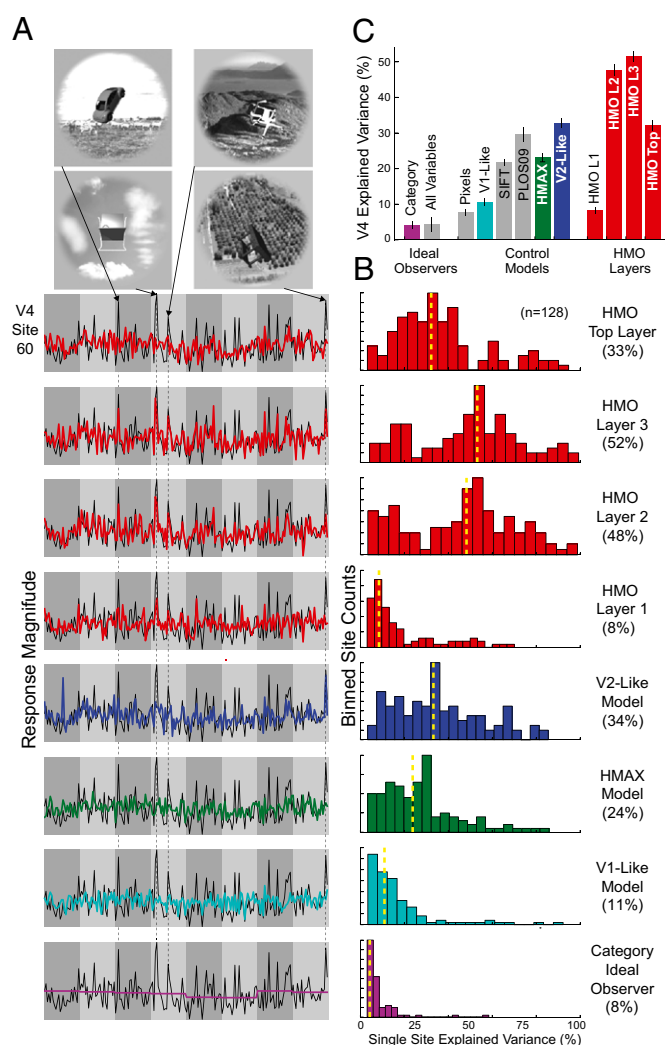 A
C
V4 Explained Variance (%)
50
40
30
20
10
0
Category
All Variables
Pixels
V1-Like
SIFT
PLOS09
HMAX
V2-Like
HMO L1
HMO L2
HMO L3
HMO Top
Ideal
Observers
Control
Models
HMO
Layers
B
V4
Site
60
Response Magnitude
Binned Site Counts
(n=128)
HMO
Top Layer
(33%)
HMO
Layer 3
(52%)
HMO
Layer 2
(48%)
HMO
Layer 1
(8%)
V2-Like
Model
(34%)
HMAX
Model
(24%)
V1-Like
Model
(11%)
Category
Ideal
Observer
(8%)
0 25 50 75 100
Single Site Explained Variance (%)